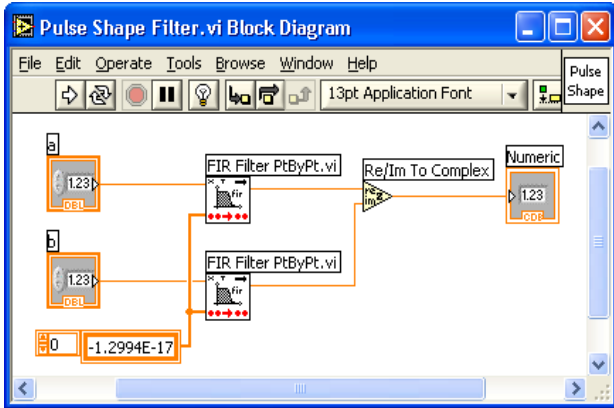 Pulse Shape Filter.vi Block Diagram
File Edit Operate Tools Browse Window Help
Pulse
Shape
13pt Application Font
a
1.23
DBL
FIR Filter PtByPt.vi
X Y
fir
Re/Im To Complex
re
im
z
Numeric
1.23
CDB
b
1.23
DBL
FIR Filter PtByPt.vi
X Y
fir
0
-1.2994E-17